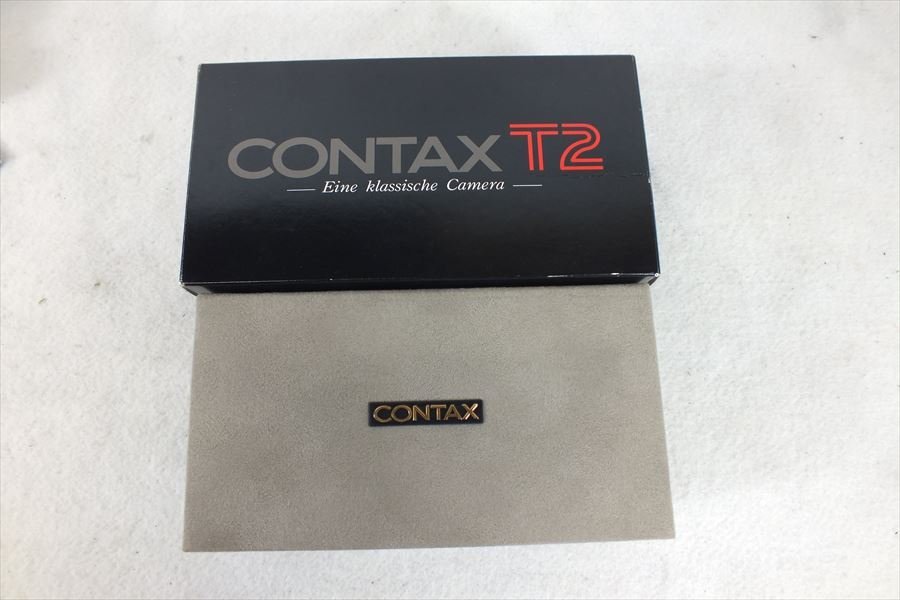 CONTAX T2
— Eine klassische Camera —
CONTAX